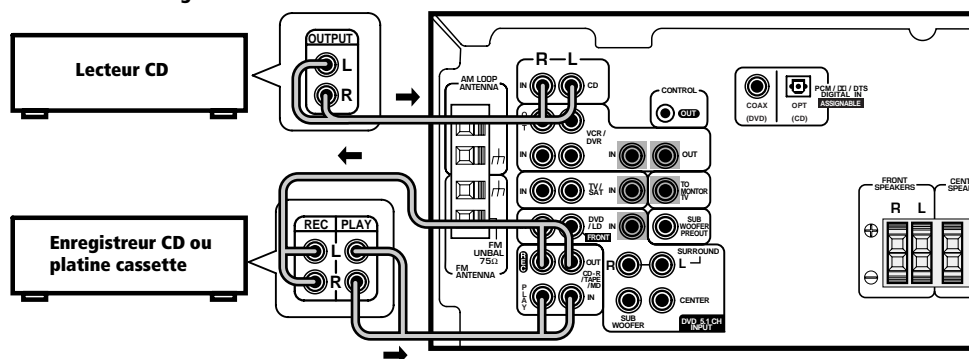 Lecteur CD
OUTPUT
L
R
Enregistreur CD ou
platine cassette
REC PLAY
L
R
AM LOOP
ANTENNA
FM
UNBAL
75Ω
FM
ANTENNA
R L
IN CD
OUT
VCR /
DVR
IN IN OUT
CONTROL
OUT
IN TV /
SAT IN TO
MONITOR
TV
IN DVD
/ LD IN
FRONT
SUB
WOOFER
PREOUT
REC OUT
CD-R
/TAPE
/MD
PLAY IN
SURROUND
R L
CENTER
SUB
WOOFER
DVD 5.1 CH
INPUT
COAX OPT
(DVD) (CD)
PCM / DD / DTS
DIGITAL IN
ASSIGNABLE
FRONT
SPEAKERS
R L